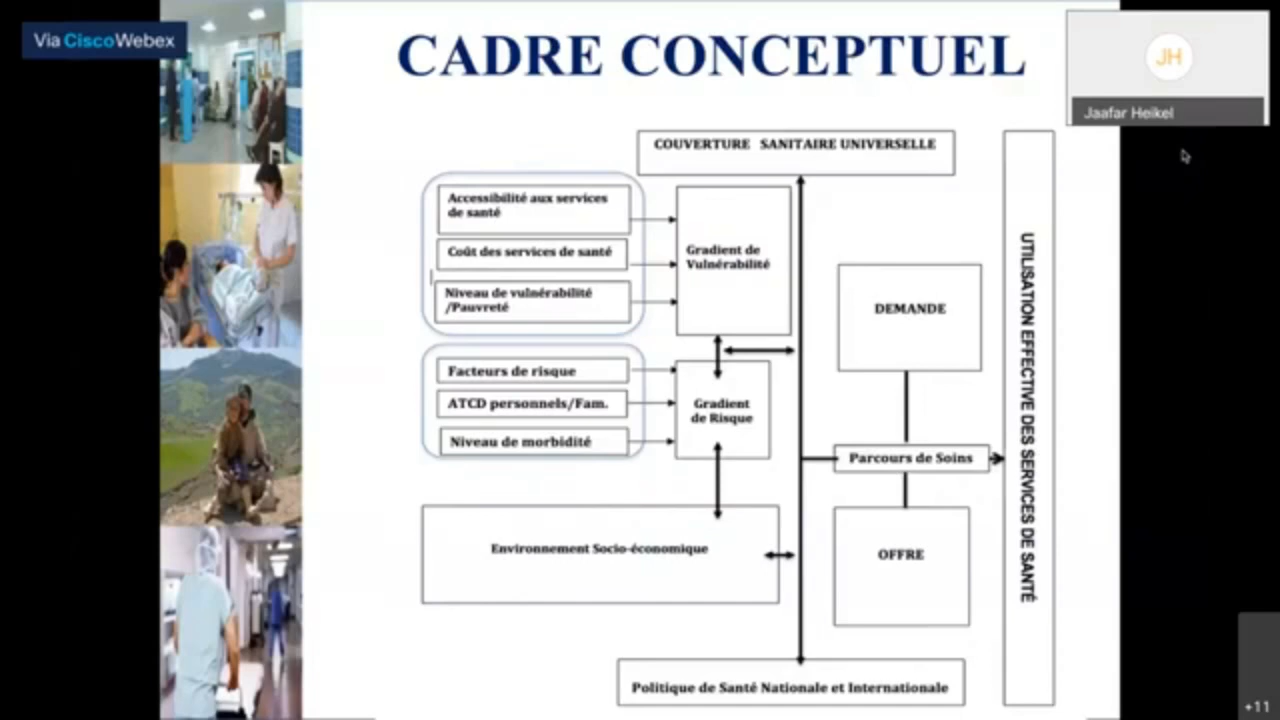 Via Cisco Webex
CADRE CONCEPTUEL
JH
Jaafar Heikel
COUVERTURE SANITAIRE UNIVERSELLE
Accessibilité aux services
de santé
Coût des services de santé
Niveau de vulnérabilité
/Pauvreté
Gradient de
Vulnérabilité
Facteurs de risque
ATCD personnels/Fam.
Niveau de morbidité
Gradient
de Risque
DEMANDE
Parcours de Soins
OFFRE
UTILISATION EFFECTIVE DES SERVICES DE SANTÉ
Environnement Socio-économique
Politique de Santé Nationale et Internationale
+11